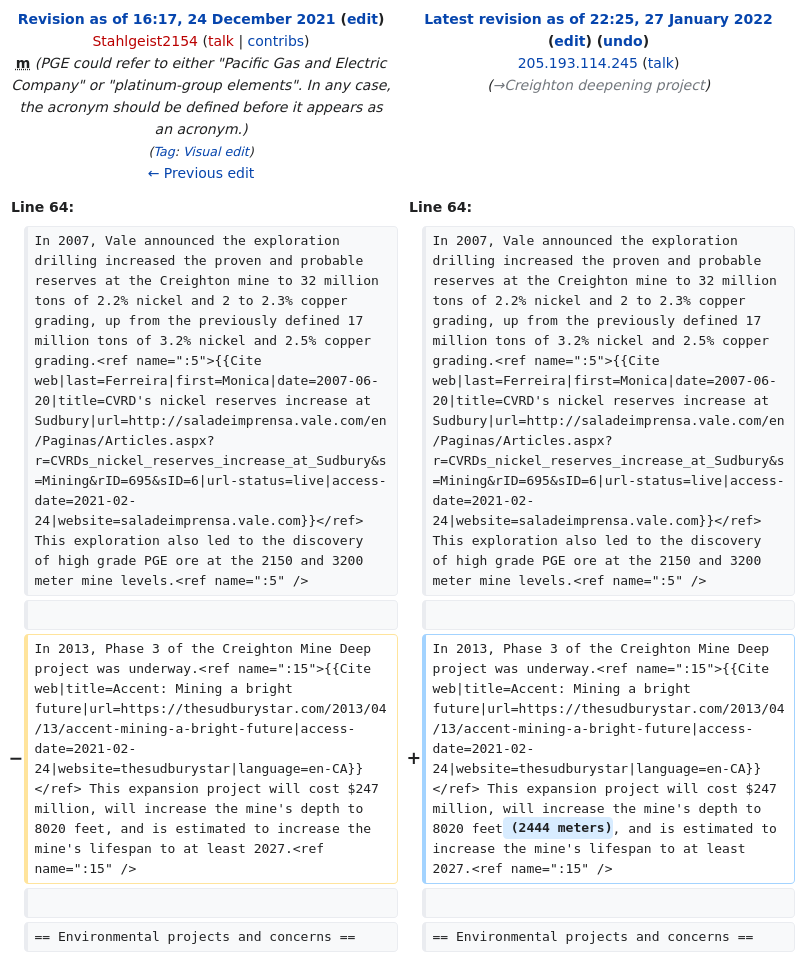 Revision as of 16:17, 24 December 2021 (edit)
Stahlgeist2154 (talk | contribs)
m (PGE could refer to either "Pacific Gas and Electric
Company" or "platinum-group elements". In any case,
the acronym should be defined before it appears as
an acronym.)
(Tag: Visual edit)
← Previous edit
Latest revision as of 22:25, 27 January 2022
(edit) (undo)
205.193.114.245 (talk)
(→Creighton deepening project)
Line 64:
In 2007, Vale announced the exploration
drilling increased the proven and probable
reserves at the Creighton mine to 32 million
tons of 2.2% nickel and 2 to 2.3% copper
grading, up from the previously defined 17
million tons of 3.2% nickel and 2.5% copper
grading.<ref name=":5">{{Cite
web|last=Ferreira|first=Monica|date=2007-06-
20|title=CVRD's nickel reserves increase at
Sudbury|url=http://saladeimprensa.vale.com/en
/Paginas/Articles.aspx?
r=CVRDs_nickel_reserves_increase_at_Sudbury&s
=Mining&rID=695&sID=6|url-status=live|access-
date=2021-02-
24|website=saladeimprensa.vale.com}}</ref>
This exploration also led to the discovery
of high grade PGE ore at the 2150 and 3200
meter mine levels.<ref name=":5" />
Line 64:
In 2007, Vale announced the exploration
drilling increased the proven and probable
reserves at the Creighton mine to 32 million
tons of 2.2% nickel and 2 to 2.3% copper
grading, up from the previously defined 17
million tons of 3.2% nickel and 2.5% copper
grading.<ref name=":5">{{Cite
web|last=Ferreira|first=Monica|date=2007-06-
20|title=CVRD's nickel reserves increase at
Sudbury|url=http://saladeimprensa.vale.com/en
/Paginas/Articles.aspx?
r=CVRDs_nickel_reserves_increase_at_Sudbury&s
=Mining&rID=695&sID=6|url-status=live|access-
date=2021-02-
24|website=saladeimprensa.vale.com}}</ref>
This exploration also led to the discovery
of high grade PGE ore at the 2150 and 3200
meter mine levels.<ref name=":5" />
−
In 2013, Phase 3 of the Creighton Mine Deep
project was underway.<ref name=":15">{{Cite
web|title=Accent: Mining a bright
future|url=https://thesudburystar.com/2013/04
/13/accent-mining-a-bright-future|access-
date=2021-02-
24|website=thesudburystar|language=en-CA}}
</ref> This expansion project will cost $247
million, will increase the mine's depth to
8020 feet, and is estimated to increase the
mine's lifespan to at least 2027.<ref
name=":15" />
+
In 2013, Phase 3 of the Creighton Mine Deep
project was underway.<ref name=":15">{{Cite
web|title=Accent: Mining a bright
future|url=https://thesudburystar.com/2013/04
/13/accent-mining-a-bright-future|access-
date=2021-02-
24|website=thesudburystar|language=en-CA}}
</ref> This expansion project will cost $247
million, will increase the mine's depth to
8020 feet (2444 meters), and is estimated to
increase the mine's lifespan to at least
2027.<ref name=":15" />
== Environmental projects and concerns ==
== Environmental projects and concerns ==